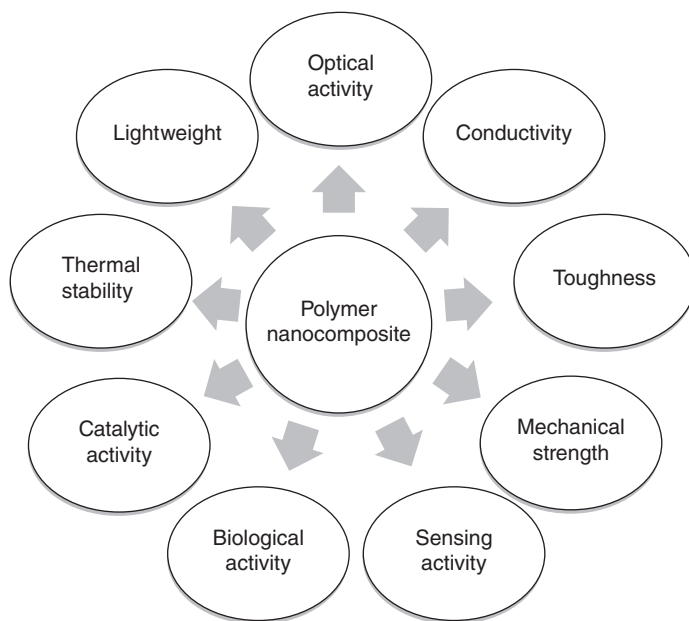 Optical
activity
Lightweight
Conductivity
Thermal
stability
Toughness
Polymer
nanocomposite
Catalytic
activity
Mechanical
strength
Biological
activity
Sensing
activity